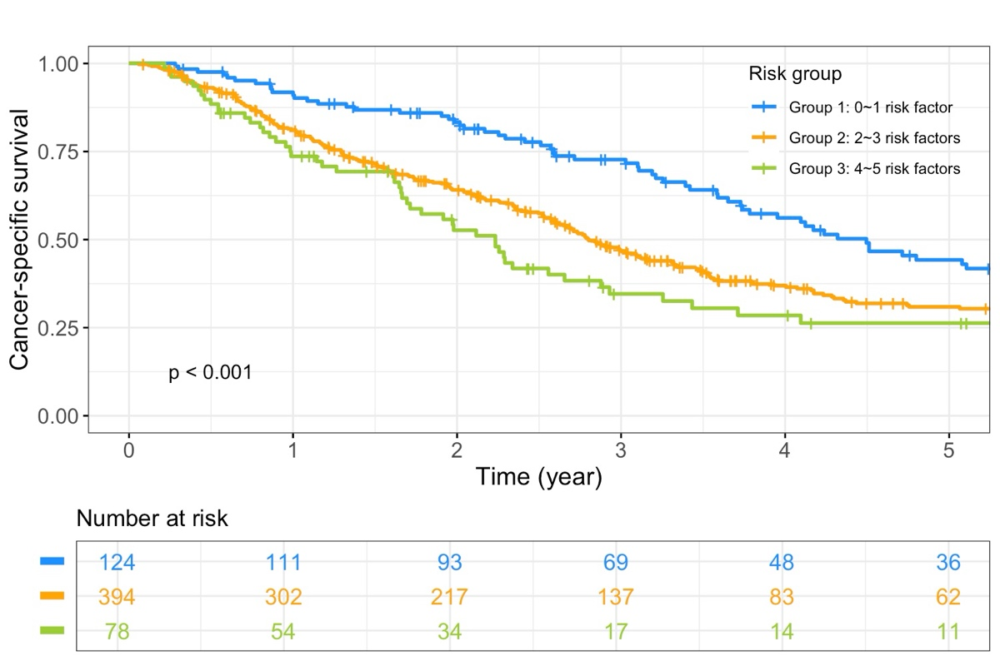 1.00
0.75
0.50
0.25
0.00
Cancer-specific survival
Risk group
Group 1: 0~1 risk factor
Group 2: 2~3 risk factors
Group 3: 4~5 risk factors
p < 0.001
0 1 2 3 4 5
Time (year)
Number at risk
124 111 93 69 48 36
394 302 217 137 83 62
78 54 34 17 14 11